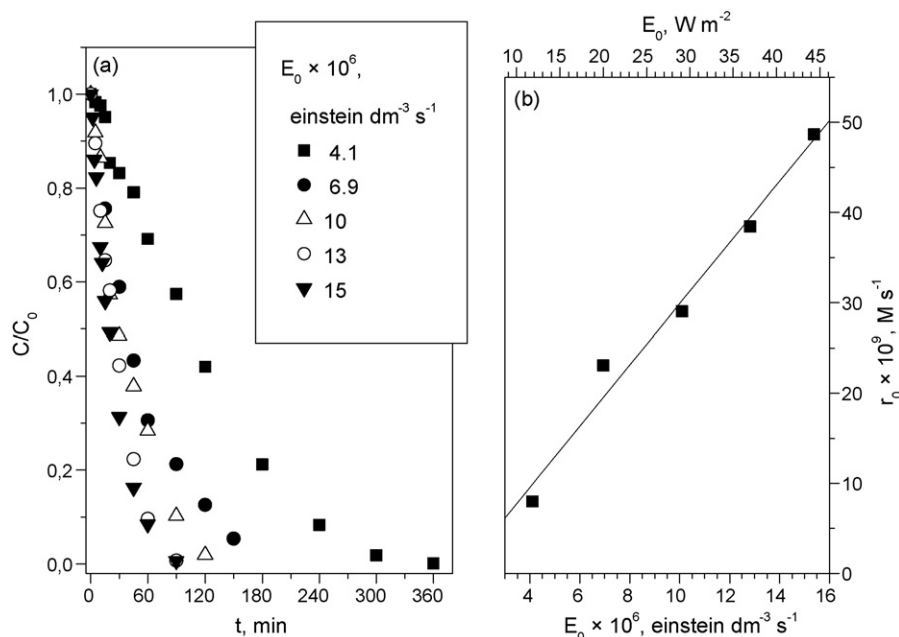 (a)
E₀ × 10⁶,
einstein dm⁻³ s⁻¹
4.1
6.9
10
13
15
1,0
0,8
0,6
0,4
0,2
0,0
C/C₀
0 60 120 180 240 300 360
t, min
E₀, W m⁻²
10 15 20 25 30 35 40 45
(b)
50
40
30
20
10
0
r₀ × 10⁹, M s⁻¹
4 6 8 10 12 14 16
E₀ × 10⁶, einstein dm⁻³ s⁻¹